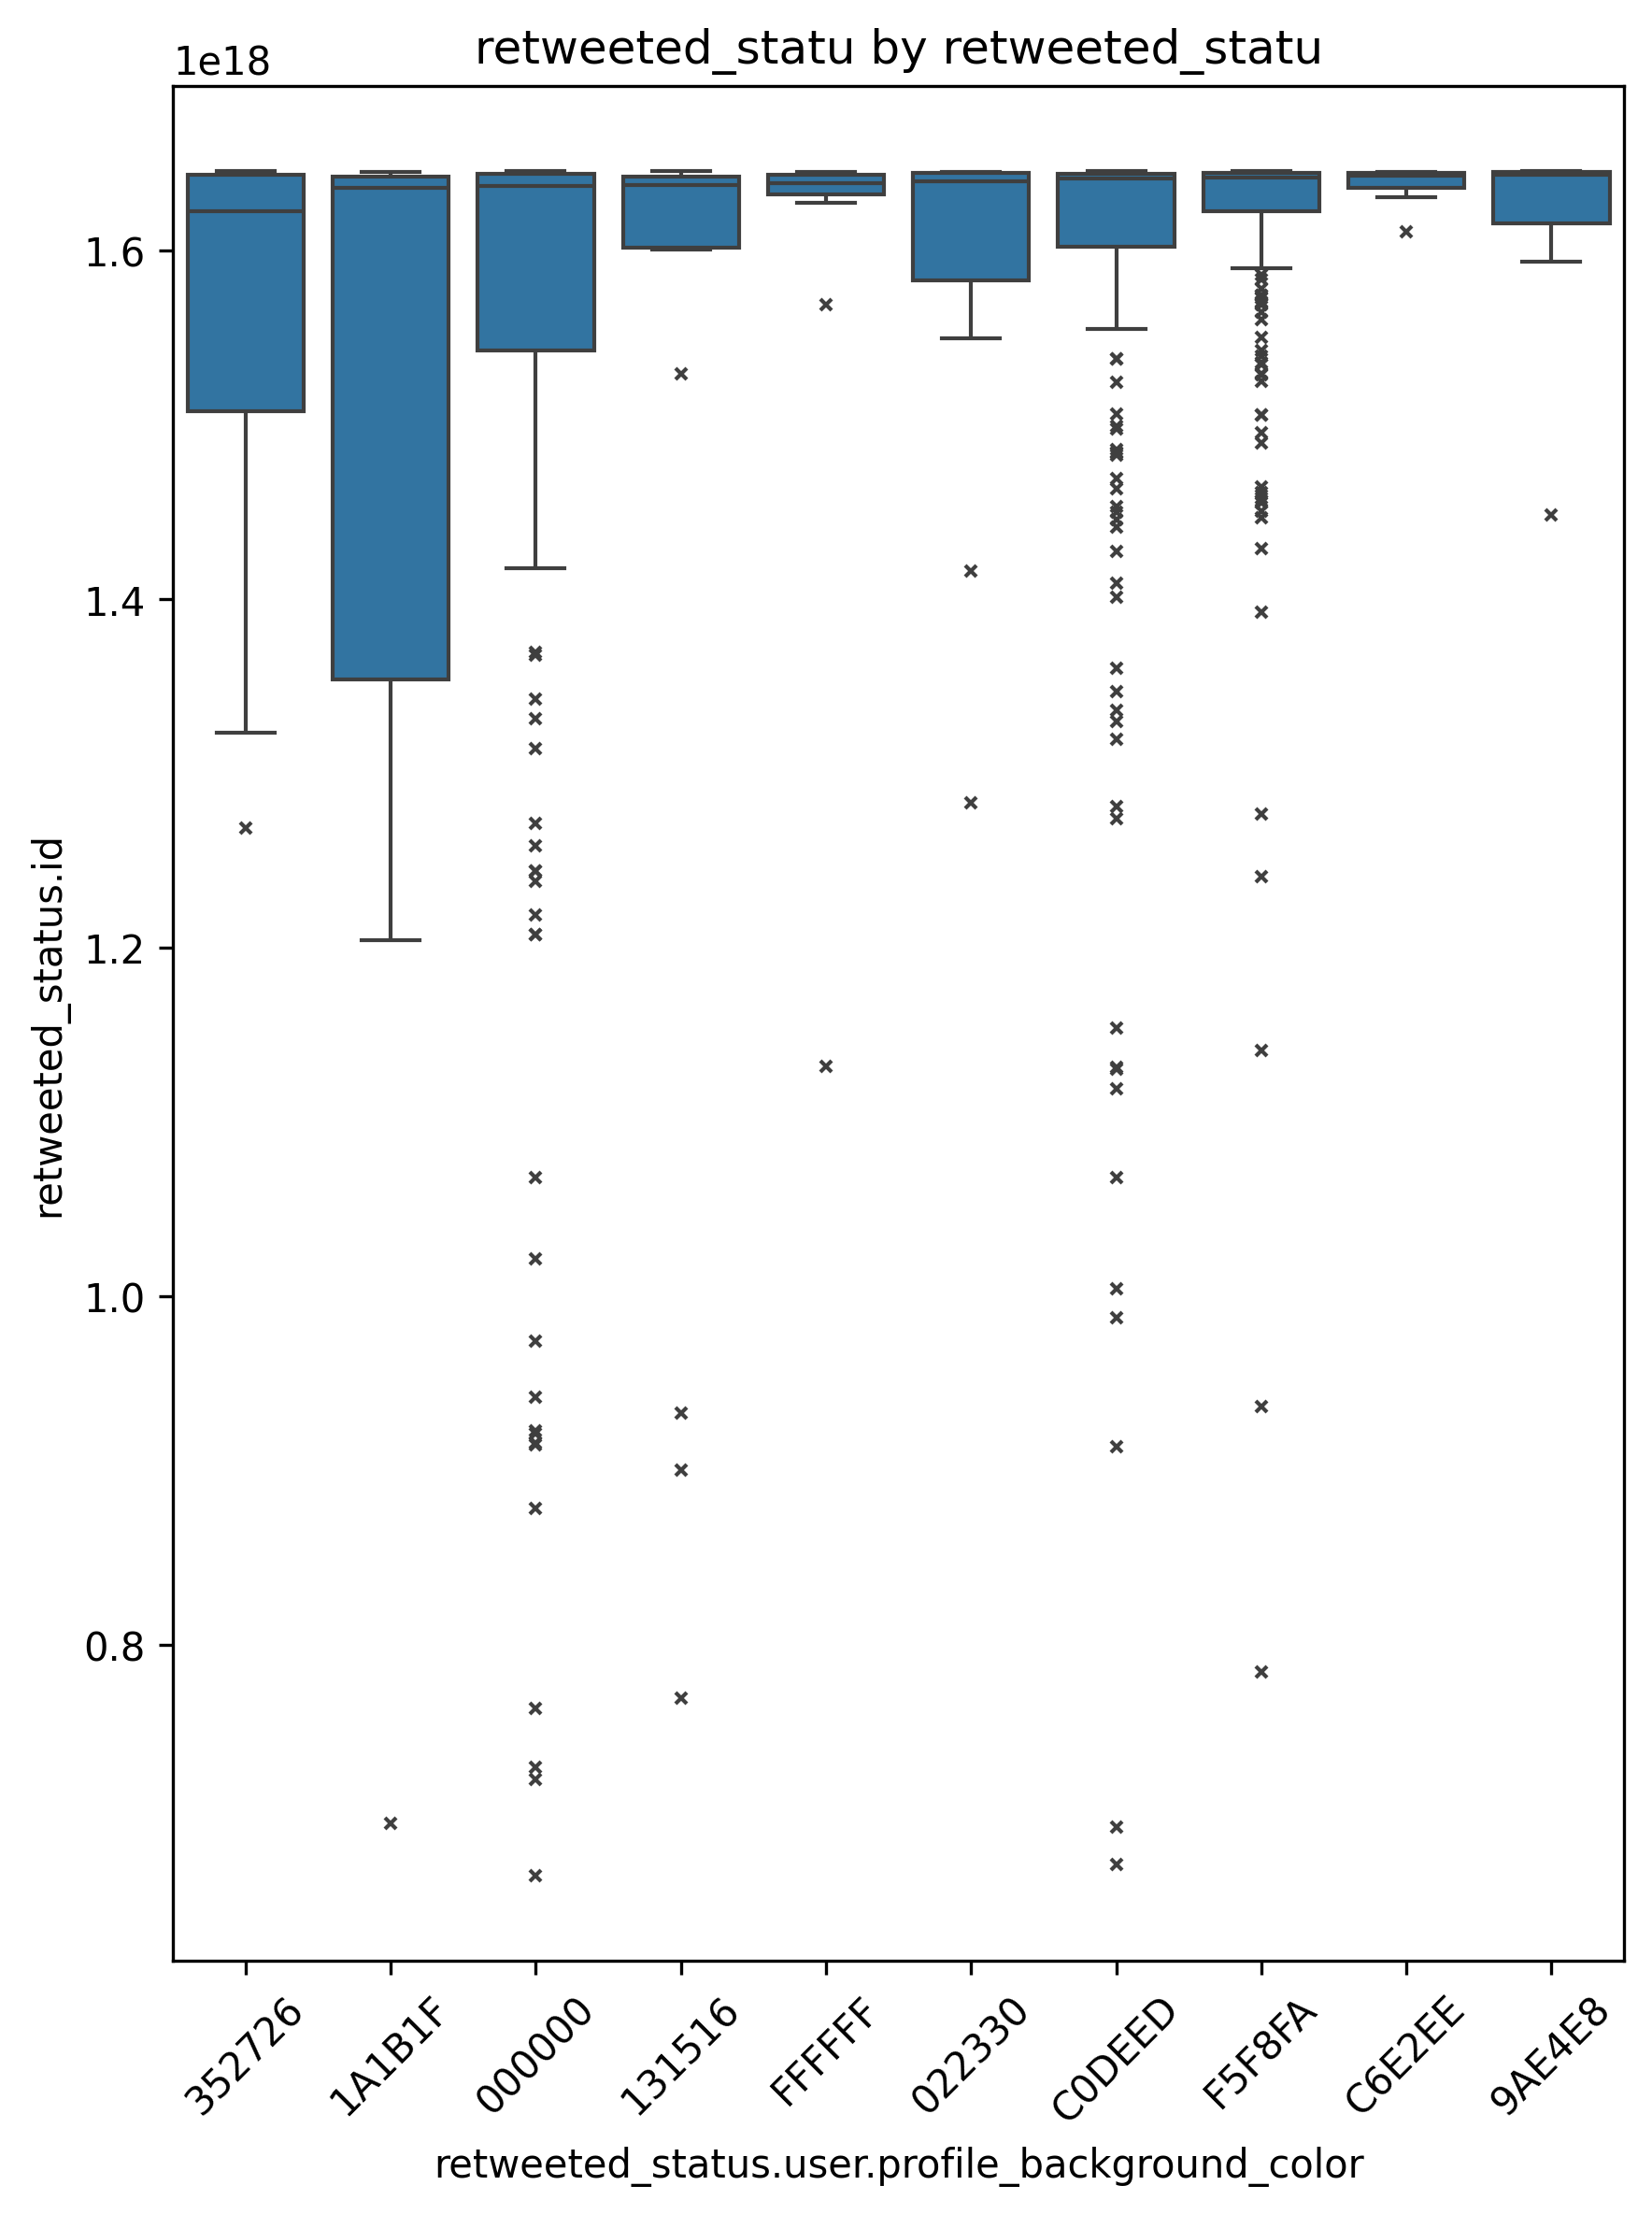 retweeted_statu by retweeted_statu
1e18
1.6
1.4
1.2
1.0
0.8
retweeted_status.id
352726
1A1B1F
000000
131516
FFFFFF
022330
C0DEED
F5F8FA
C6E2EE
9AE4E8
retweeted_status.user.profile_background_color